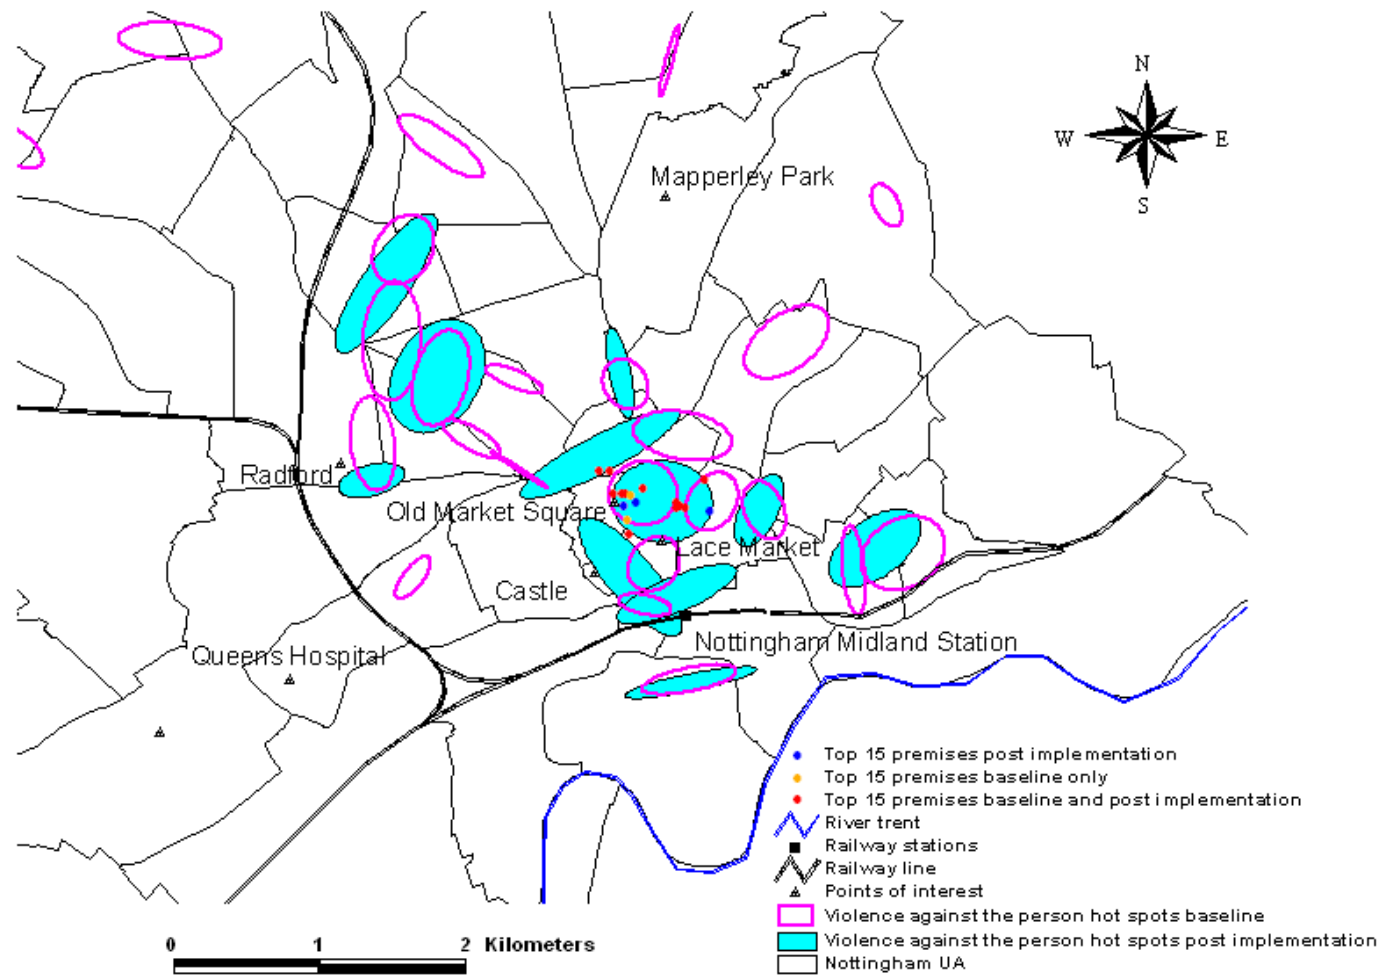 N
W E
S
Mapperley Park
Radford
Old Market Square
Lace Market
Castle
Nottingham Midland Station
Queens Hospital
Top 15 premises post implementation
Top 15 premises baseline only
Top 15 premises baseline and post implementation
River trent
Railway stations
Railway line
Points of interest
Violence against the person hot spots baseline
Violence against the person hot spots post implementation
Nottingham UA
0 1 2 Kilometers